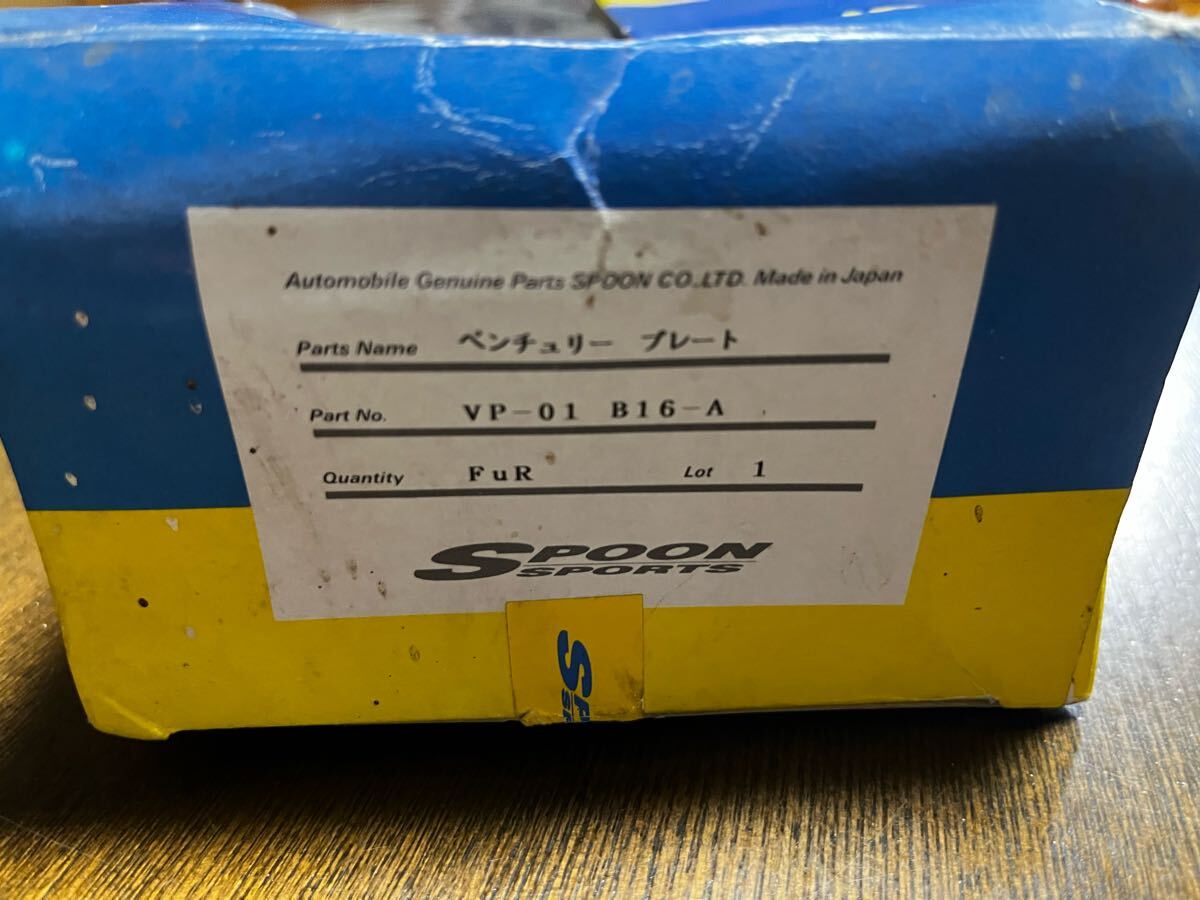 Automobile Genuine Parts SPOON CO.,LTD. Made in Japan
Parts Name ベンチュリー プレート
Part No. VP-01 B16-A
Quantity FuR Lot 1
SPOON
SPORTS